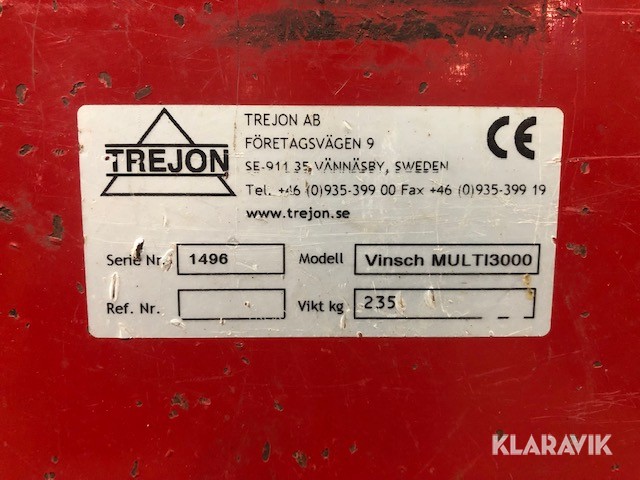 TREJON
TREJON AB
FÖRETAGSVÄGEN 9
SE-911 35 VÄNNÄSBY, SWEDEN
Tel. +46 (0)935-399 00 Fax +46 (0)935-399 19
www.trejon.se
CE
Serie Nr. 1496 Modell Vinsch MULTI3000
Ref. Nr. Vikt kg 235
KLARAVIK